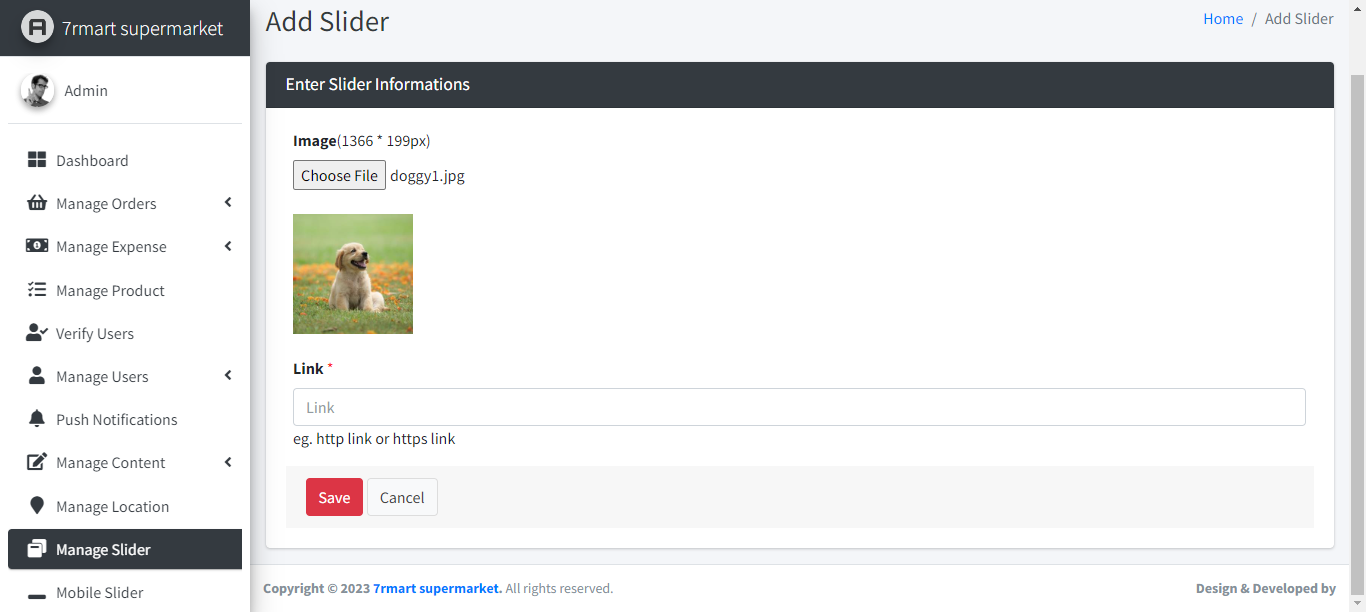 7rmart supermarket
Admin
Dashboard
Manage Orders
Manage Expense
Manage Product
Verify Users
Manage Users
Push Notifications
Manage Content
Manage Location
Manage Slider
Mobile Slider
Add Slider
Home / Add Slider
Enter Slider Informations
Image(1366 * 199px)
Choose File doggy1.jpg
Link *
Link
eg. http link or https link
Save Cancel
Copyright © 2023 7rmart supermarket. All rights reserved.
Design & Developed by